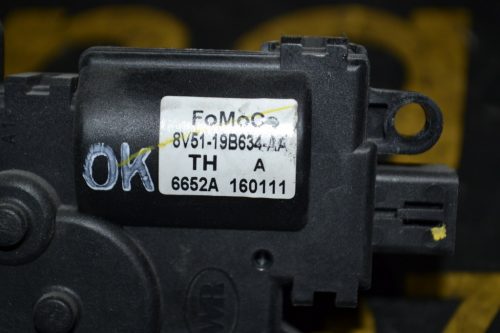 FoMoCo
8V51-19B634-AA
TH A
6652A 160111
OK